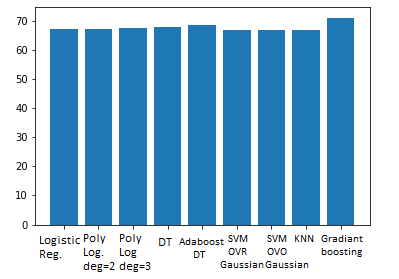 70
60
50
40
30
20
10
0
Logistic Reg.
Poly Log. deg=2
Poly Log deg=3
DT
Adaboost DT
SVM OVR Gaussian
SVM OVO Gaussian
KNN
Gradiant boosting